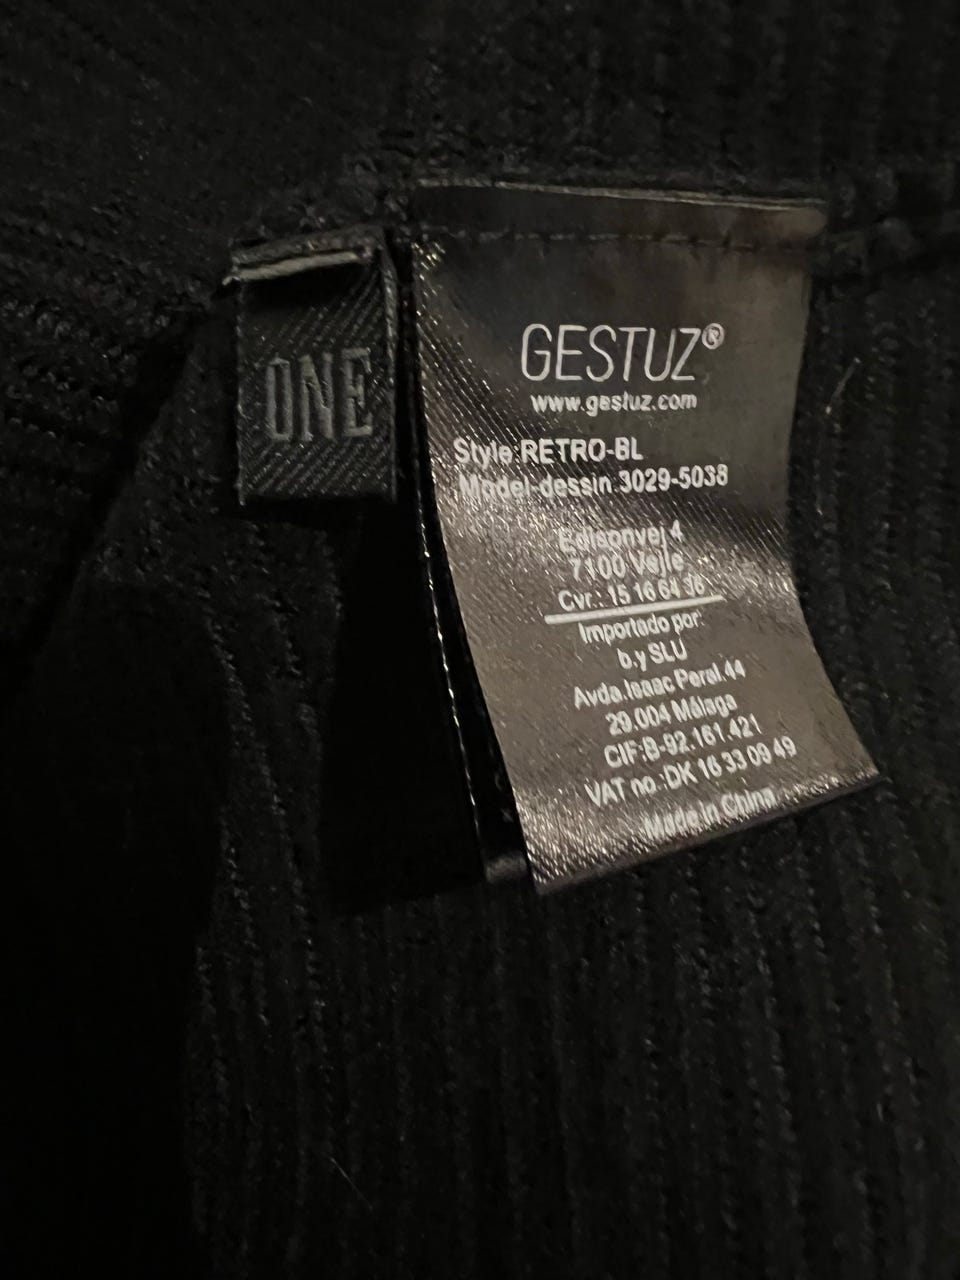 ONE
GESTUZ®
www.gestuz.com
Style:RETRO-BL
Model-dessin.3029-5038
Edisonvej 4
7100 Vejle
Cvr.: 15 16 64 36
Importado por:
b.y SLU
Avda.Isaac Peral.44
29.004 Málaga
CIF:B-92.161.421
VAT no.:DK 16 33 09 49
Made in China